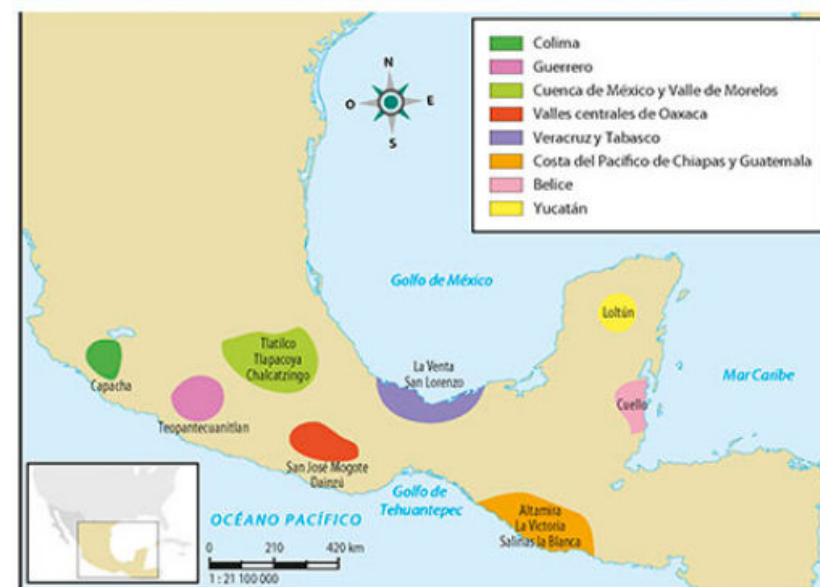 Colima
Guerrero
Cuenca de México y Valle de Morelos
Valles centrales de Oaxaca
Veracruz y Tabasco
Costa del Pacífico de Chiapas y Guatemala
Belice
Yucatán
N
O
E
S
Golfo de México
Loltún
Tlatilco
Tlapacoya
Chalcatzingo
La Venta
San Lorenzo
Capacha
Mar Caribe
Cuello
Teopantecuanitlan
San José Mogote
Dainzú
Golfo de
Tehuantepec
OCÉANO PACÍFICO
Altamira
La Victoria
Salinas la Blanca
0 210 420 km
1 : 21 100 000